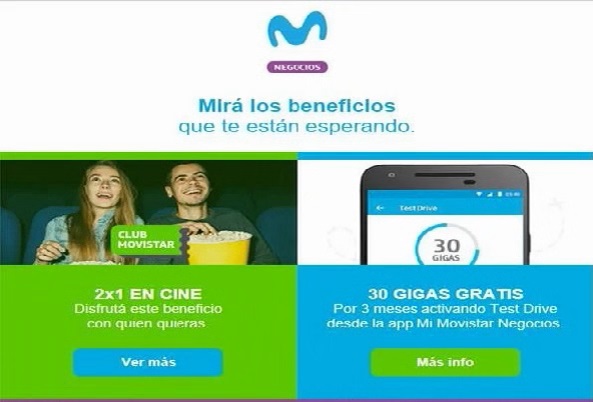 NEGOCIOS
Mirá los beneficios
que te están esperando.
CLUB
MOVISTAR
Test Drive
30
GIGAS
2x1 EN CINE
Disfrutá este beneficio
con quien quieras
Ver más
30 GIGAS GRATIS
Por 3 meses activando Test Drive
desde la app Mi Movistar Negocios
Más info